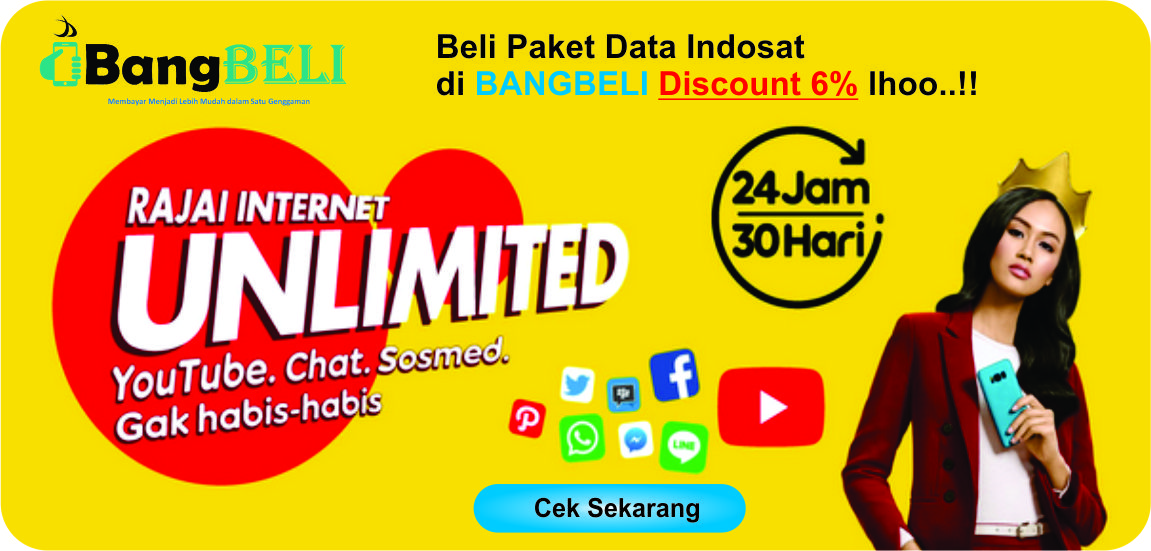 BangBELI
Membayar Menjadi Lebih Mudah dalam Satu Genggaman
Beli Paket Data Indosat
di BANGBELI Discount 6% lhoo..!!
RAJAI INTERNET
UNLIMITED
YouTube. Chat. Sosmed.
Gak habis-habis
24 Jam
30 Hari
LINE
Cek Sekarang